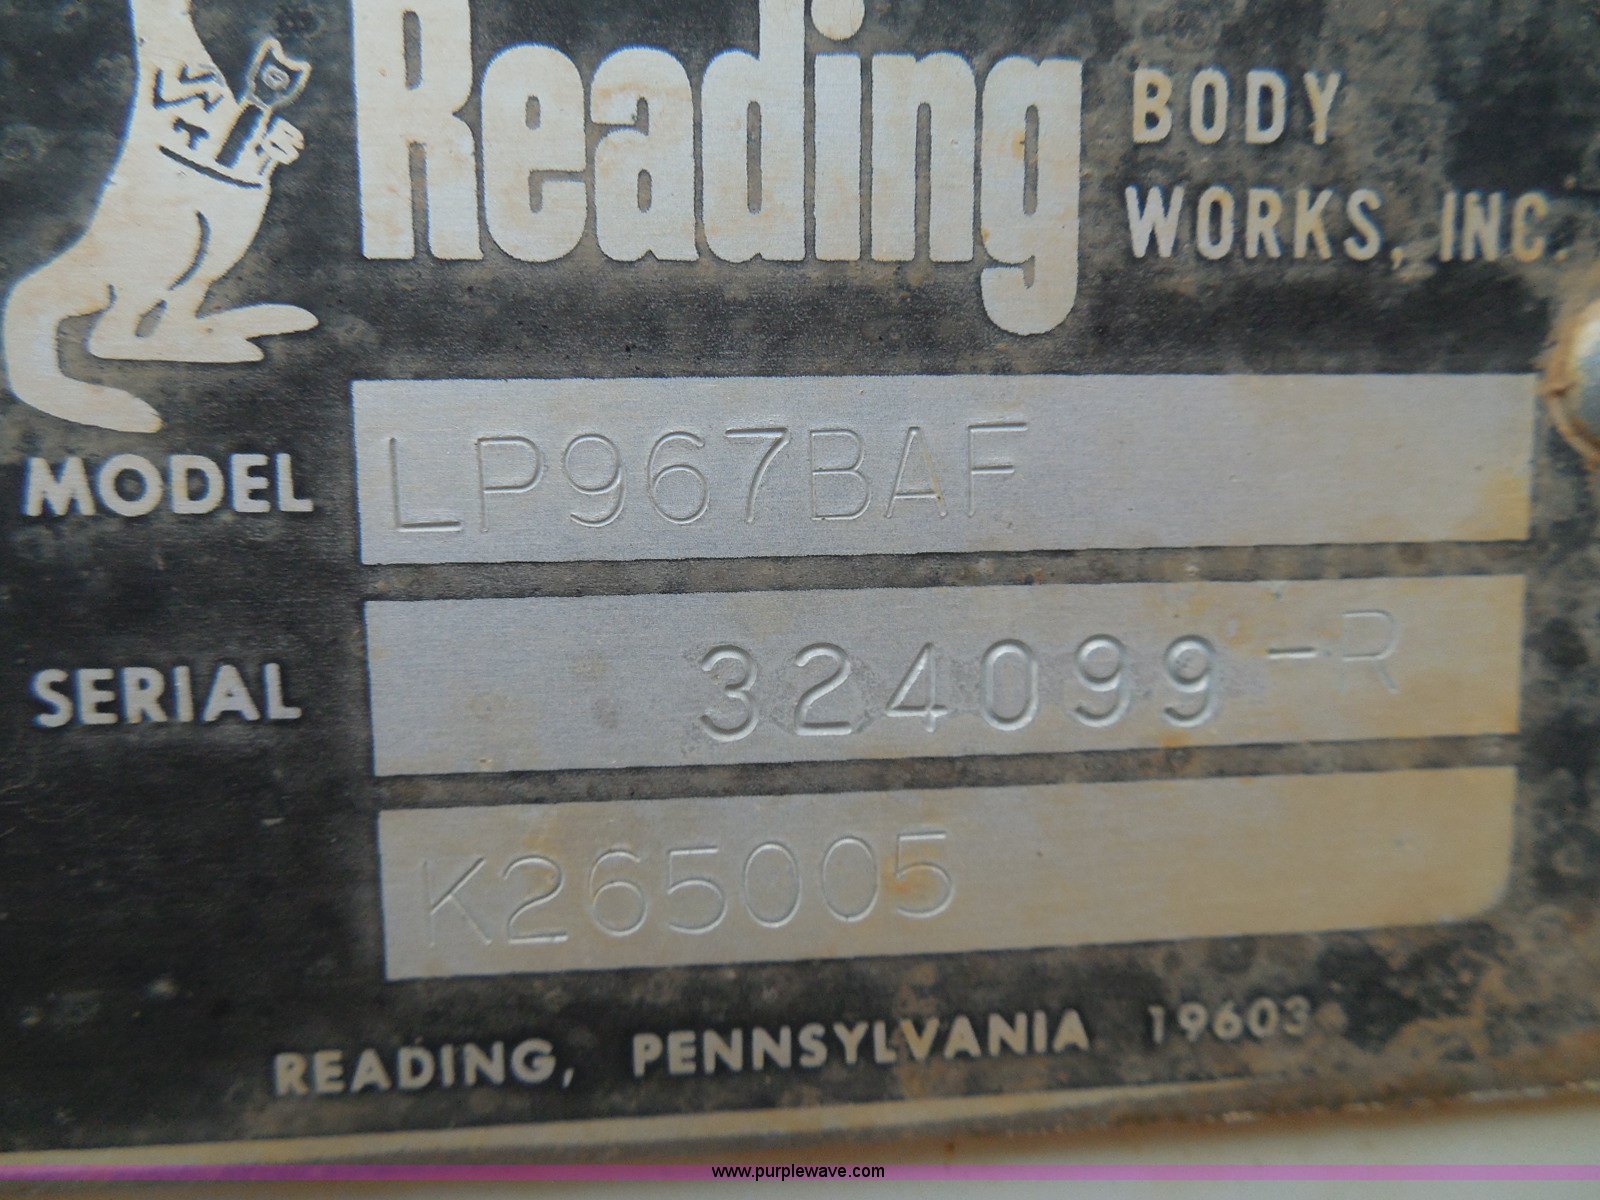 Reading BODY
WORKS, INC.
MODEL LP967BAF
SERIAL 324099-R
K265005
READING, PENNSYLVANIA 19603
www.purplewave.com